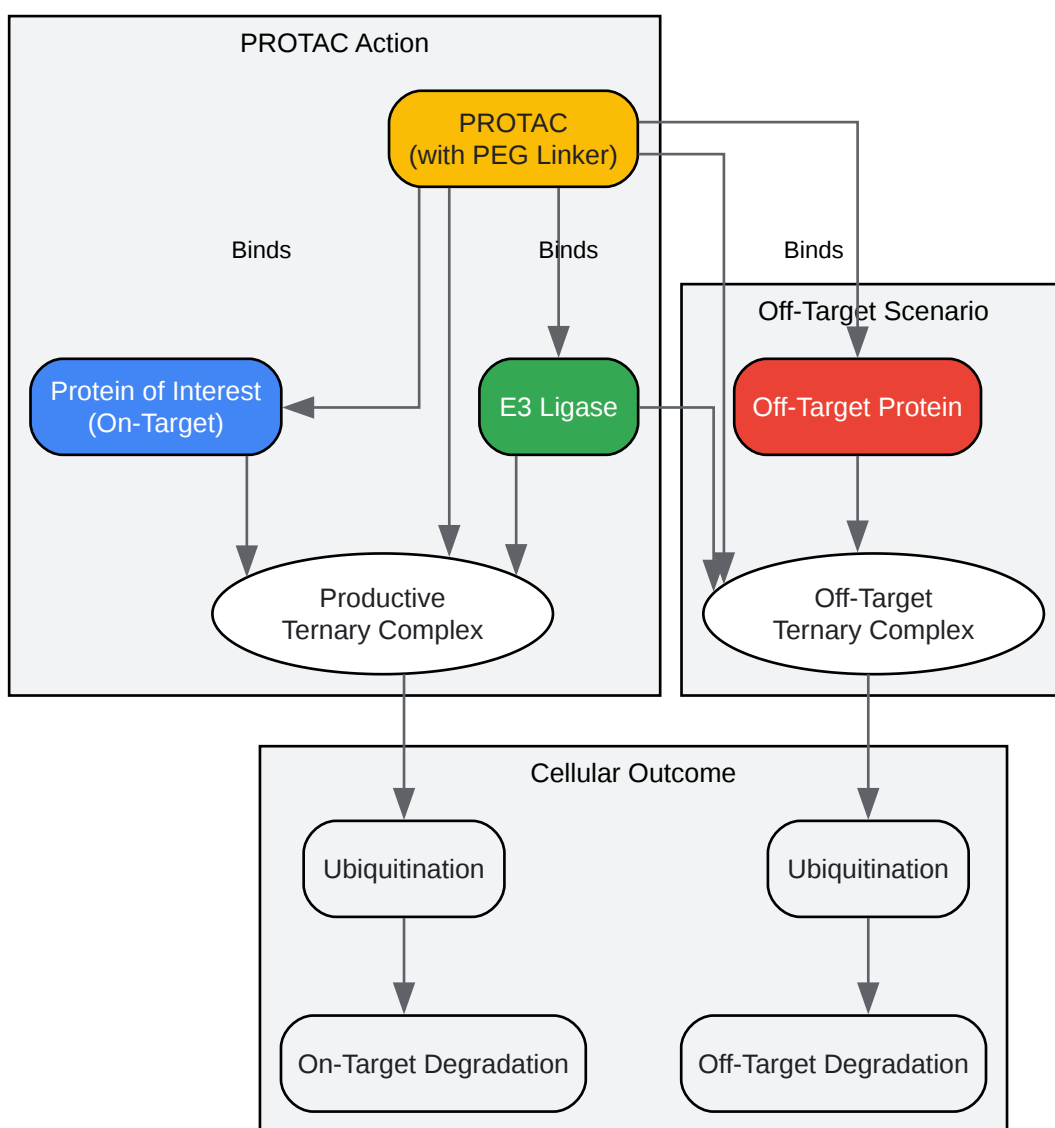 PROTAC Action
PROTAC
(with PEG Linker)
Binds
Binds
Binds
Off-Target Scenario
Protein of Interest
(On-Target)
E3 Ligase
Off-Target Protein
Productive
Ternary Complex
Off-Target
Ternary Complex
Cellular Outcome
Ubiquitination
Ubiquitination
On-Target Degradation
Off-Target Degradation